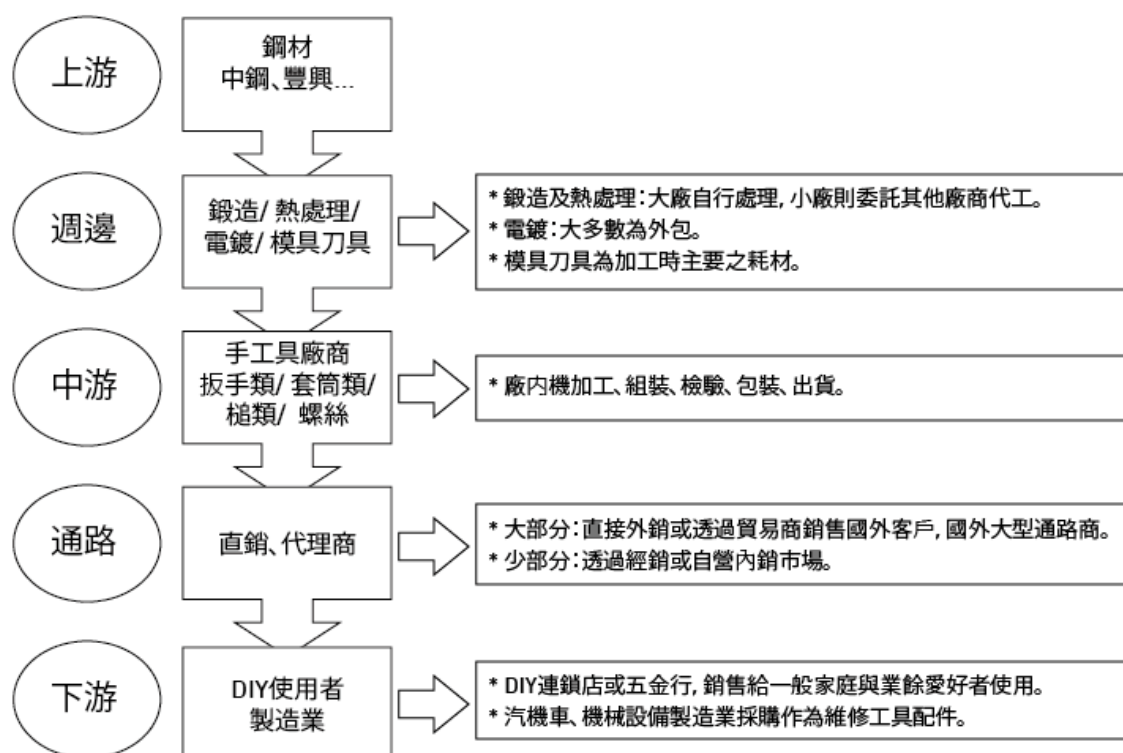 上游
鋼材
中鋼、豐興...
週邊
鍛造/ 熱處理/
電鍍/ 模具刀具
* 鍛造及熱處理：大廠自行處理, 小廠則委託其他廠商代工。
* 電鍍：大多數為外包。
* 模具刀具為加工時主要之耗材。
中游
手工具廠商
扳手類/ 套筒類/
槌類/ 螺絲
* 廠內機加工、組裝、檢驗、包裝、出貨。
通路
直銷、代理商
* 大部分：直接外銷或透過貿易商銷售國外客戶, 國外大型通路商。
* 少部分：透過經銷或自營內銷市場。
下游
DIY使用者
製造業
* DIY連鎖店或五金行, 銷售給一般家庭與業餘愛好者使用。
* 汽機車、機械設備製造業採購作為維修工具配件。